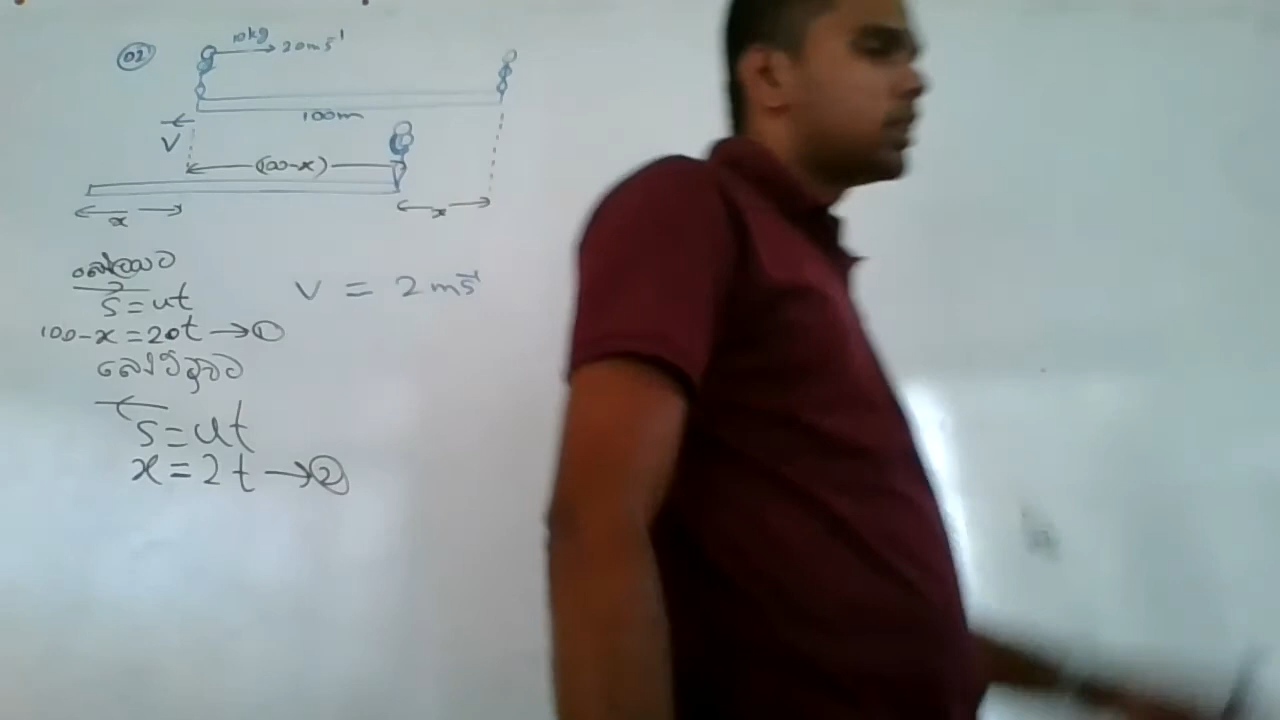 02
10kg
20ms⁻¹
100m
V
(100-x)
x
x
S=ut
V = 2ms⁻¹
100-x=20t →①
S=ut
x=2t →②